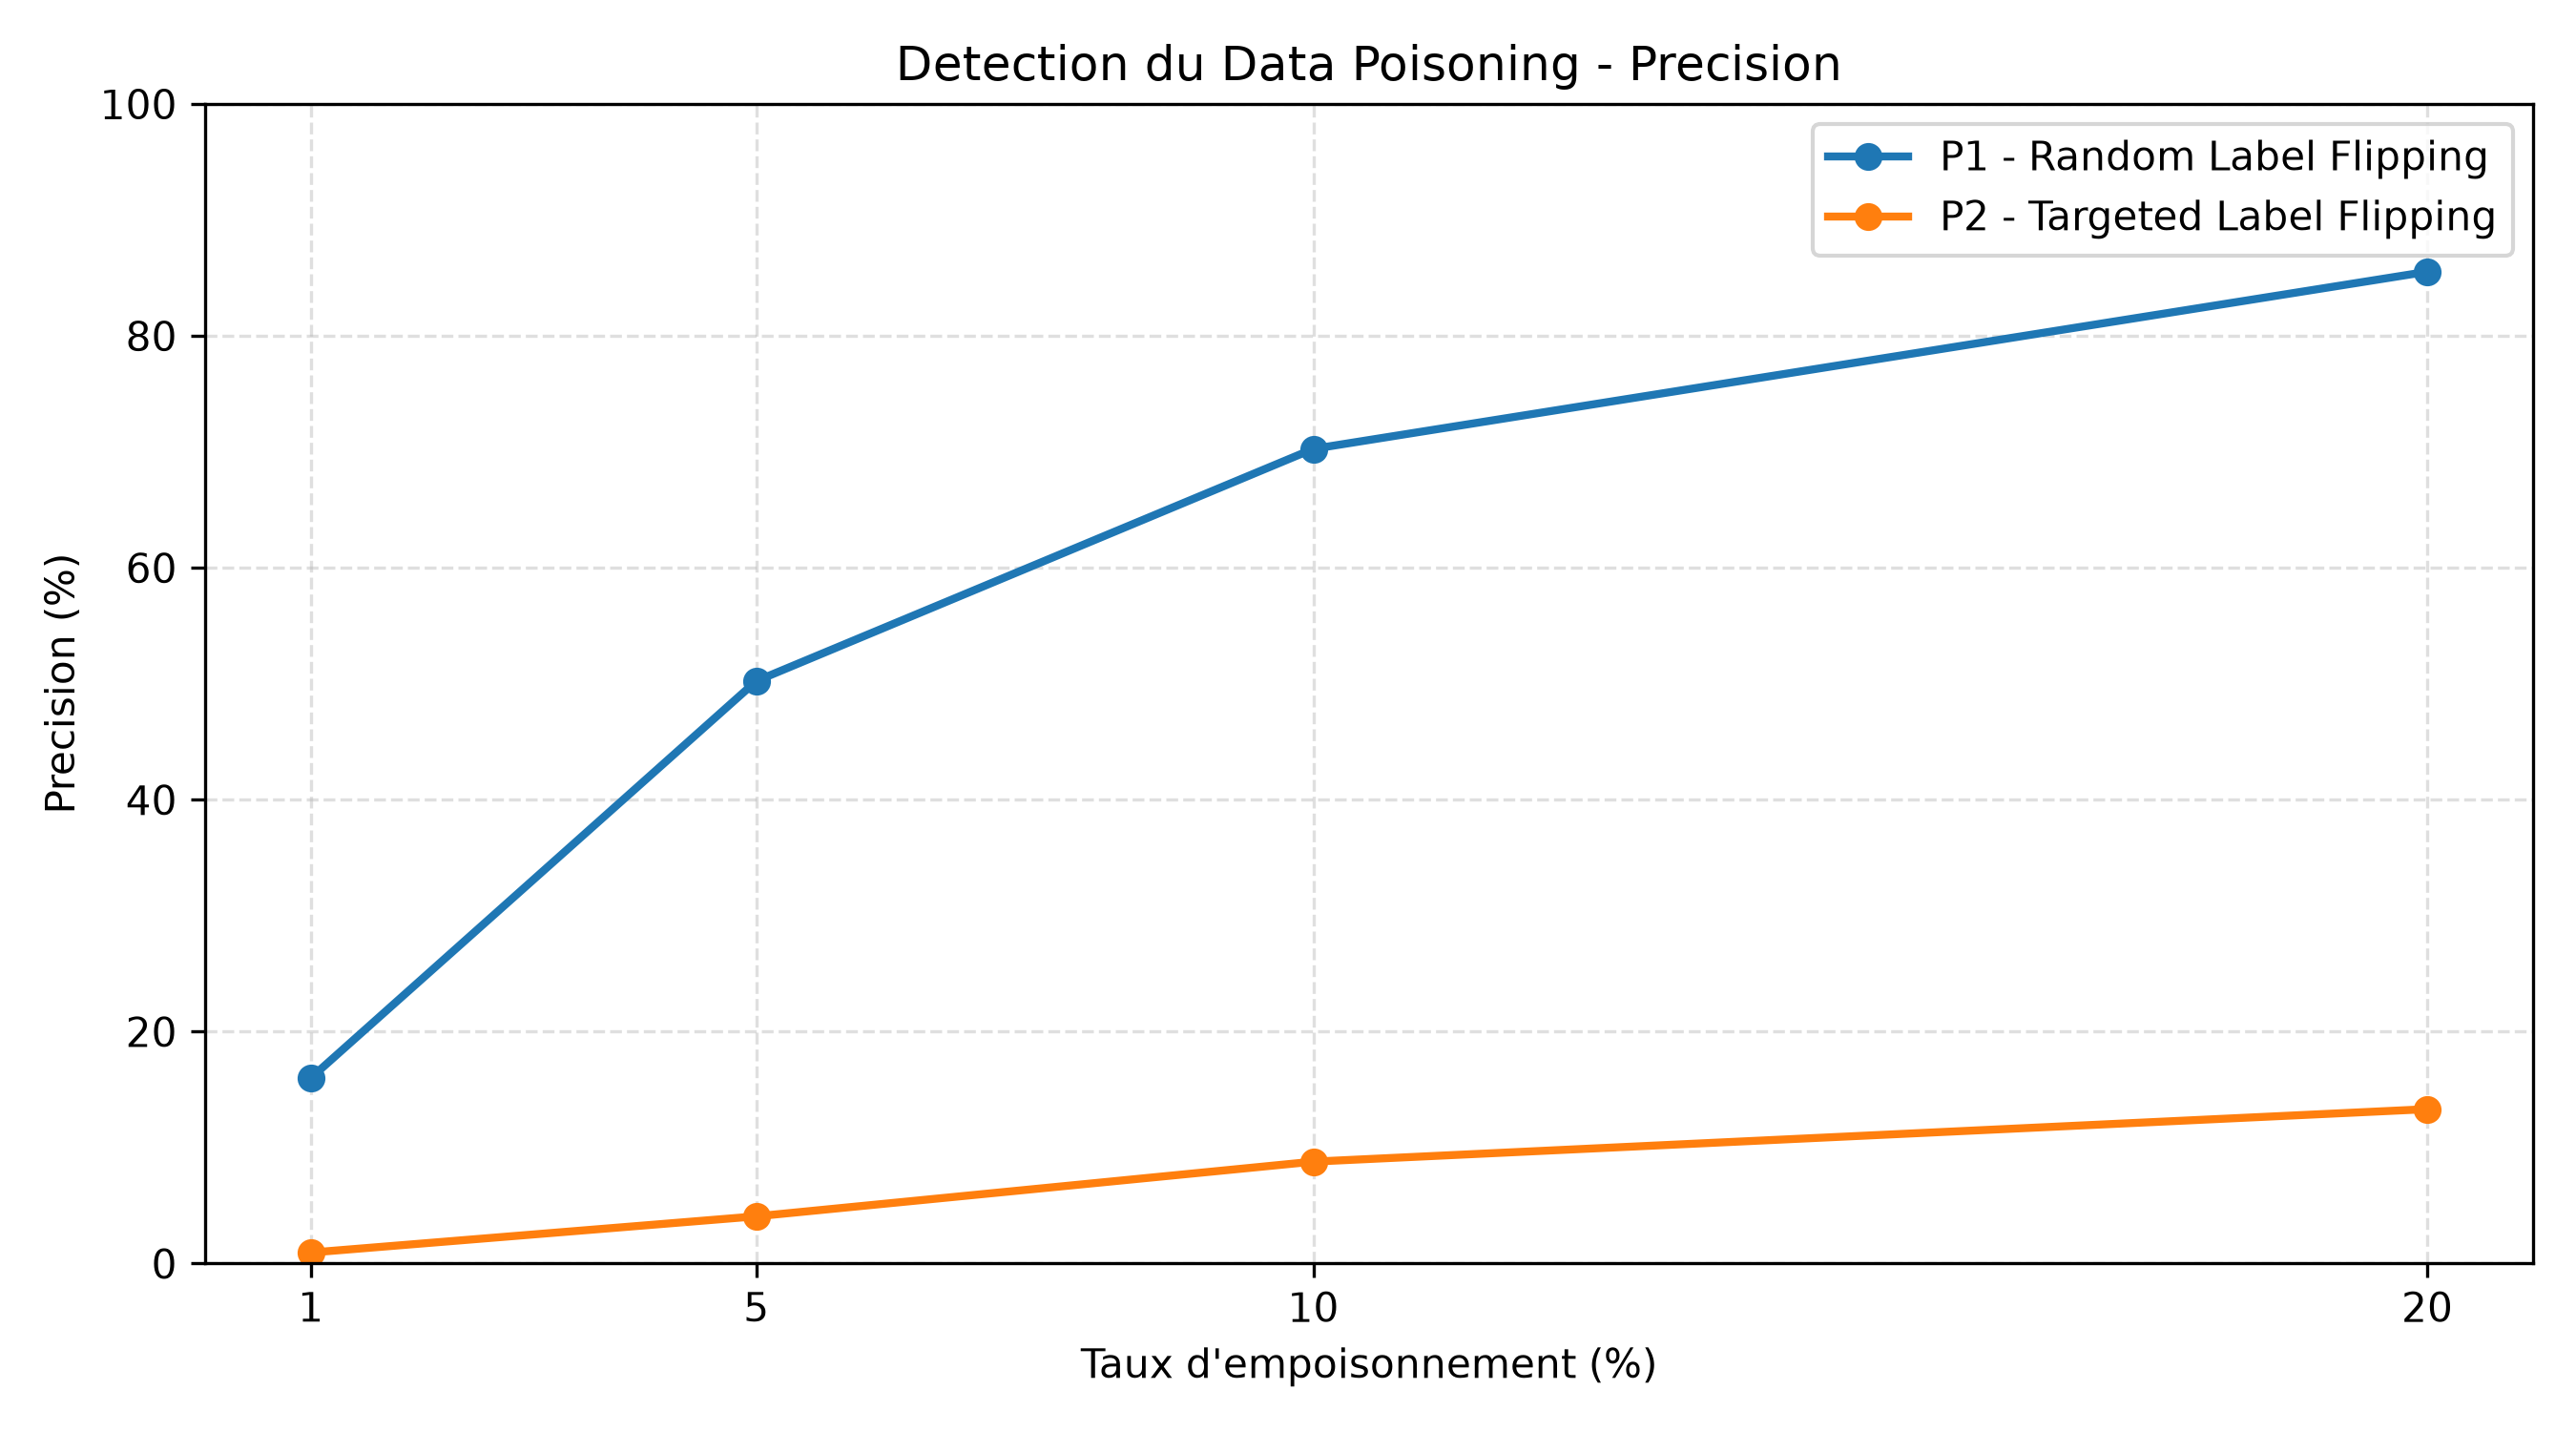 Detection du Data Poisoning - Precision
100
80
60
40
20
0
Precision (%)
P1 - Random Label Flipping
P2 - Targeted Label Flipping
1
5
10
20
Taux d'empoisonnement (%)